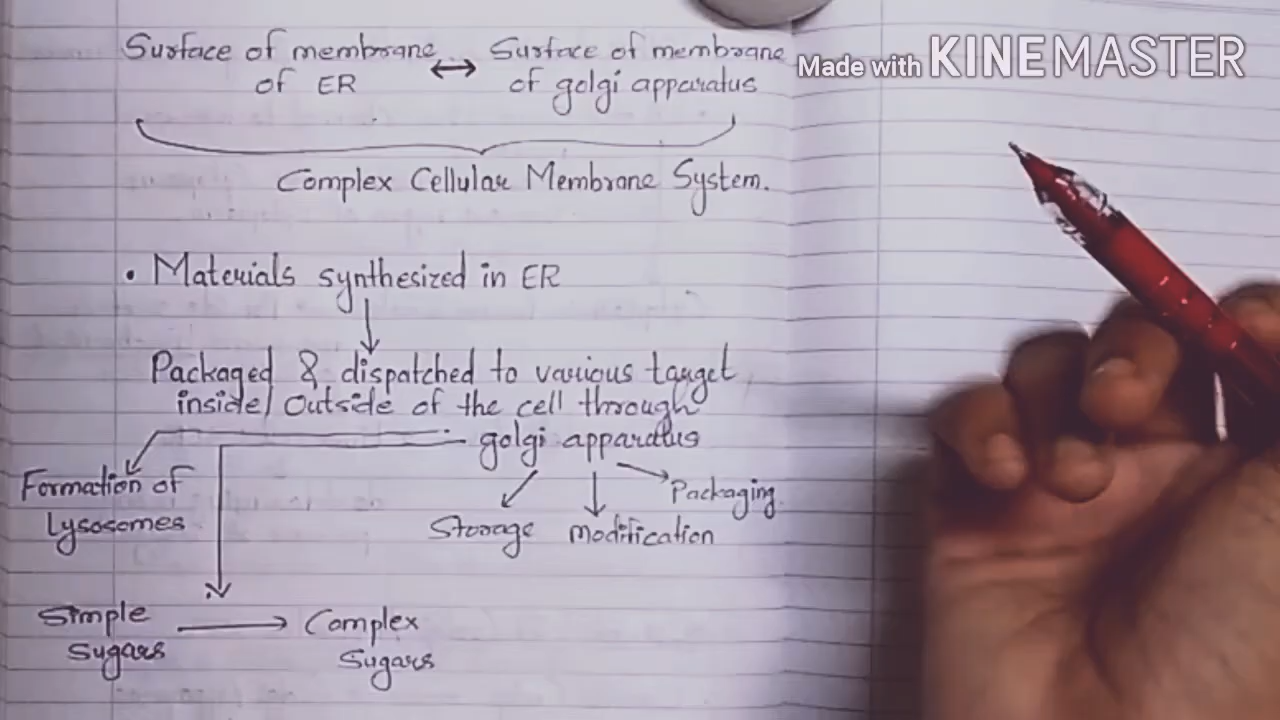 Surface of membrane ↔ Surface of membrane
of ER of golgi apparatus
Made with KINEMASTER
Complex Cellular Membrane System.
• Materials synthesized in ER
Packaged & dispatched to various target
inside/outside of the cell through
golgi apparatus
Formation of
Lysosomes
Packaging
Storage modification
Simple → Complex
sugars sugars